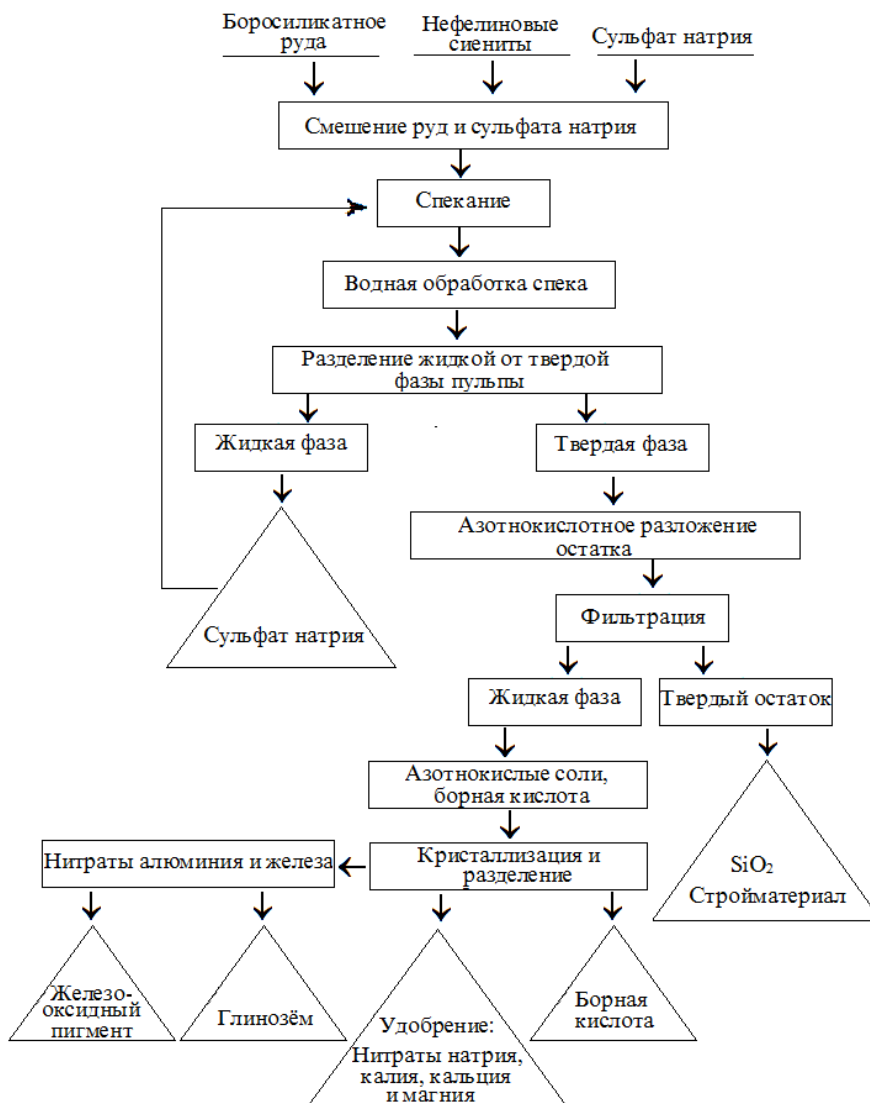 Боросиликатное
руда
Нефелиновые
сиениты
Сульфат натрия
Смешение руд и сульфата натрия
Спекание
Водная обработка спека
Разделение жидкой от твердой
фазы пульпы
Жидкая фаза
Твердая фаза
Азотнокислотное разложение
остатка
Сульфат натрия
Фильтрация
Жидкая фаза
Твердый остаток
Азотнокислые соли,
борная кислота
Нитраты алюминия и железа
Кристаллизация и
разделение
SiO₂
Стройматериал
Железо-
оксидный
пигмент
Глинозём
Удобрение:
Нитраты натрия,
калия, кальция
и магния
Борная
кислота